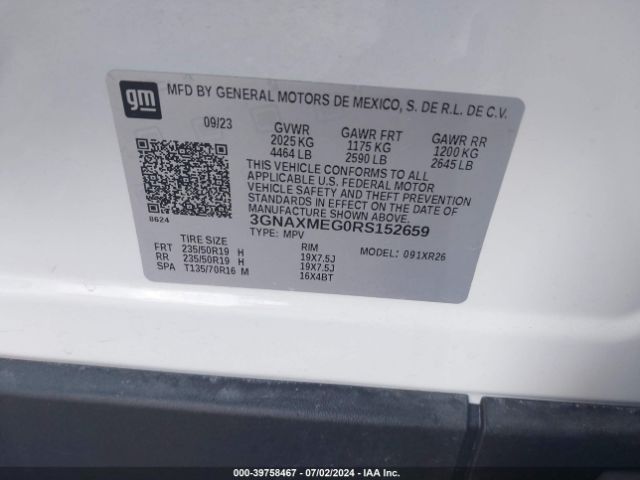 gm
MFD BY GENERAL MOTORS DE MEXICO, S. DE R.L. DE C.V.
09/23 GVWR GAWR FRT GAWR RR
2025 KG 1175 KG 1200 KG
4464 LB 2590 LB 2645 LB
THIS VEHICLE CONFORMS TO ALL
APPLICABLE U.S. FEDERAL MOTOR
VEHICLE SAFETY AND THEFT PREVENTION
STANDARDS IN EFFECT ON THE DATE OF
MANUFACTURE SHOWN ABOVE.
8624 3GNAXMEG0RS152659
TYPE: MPV MODEL: 091XR26
TIRE SIZE RIM
FRT 235/50R19 H 19X7.5J
RR 235/50R19 H 19X7.5J
SPA T135/70R16 M 16X4BT
000-39758467 - 07/02/2024 - IAA Inc.